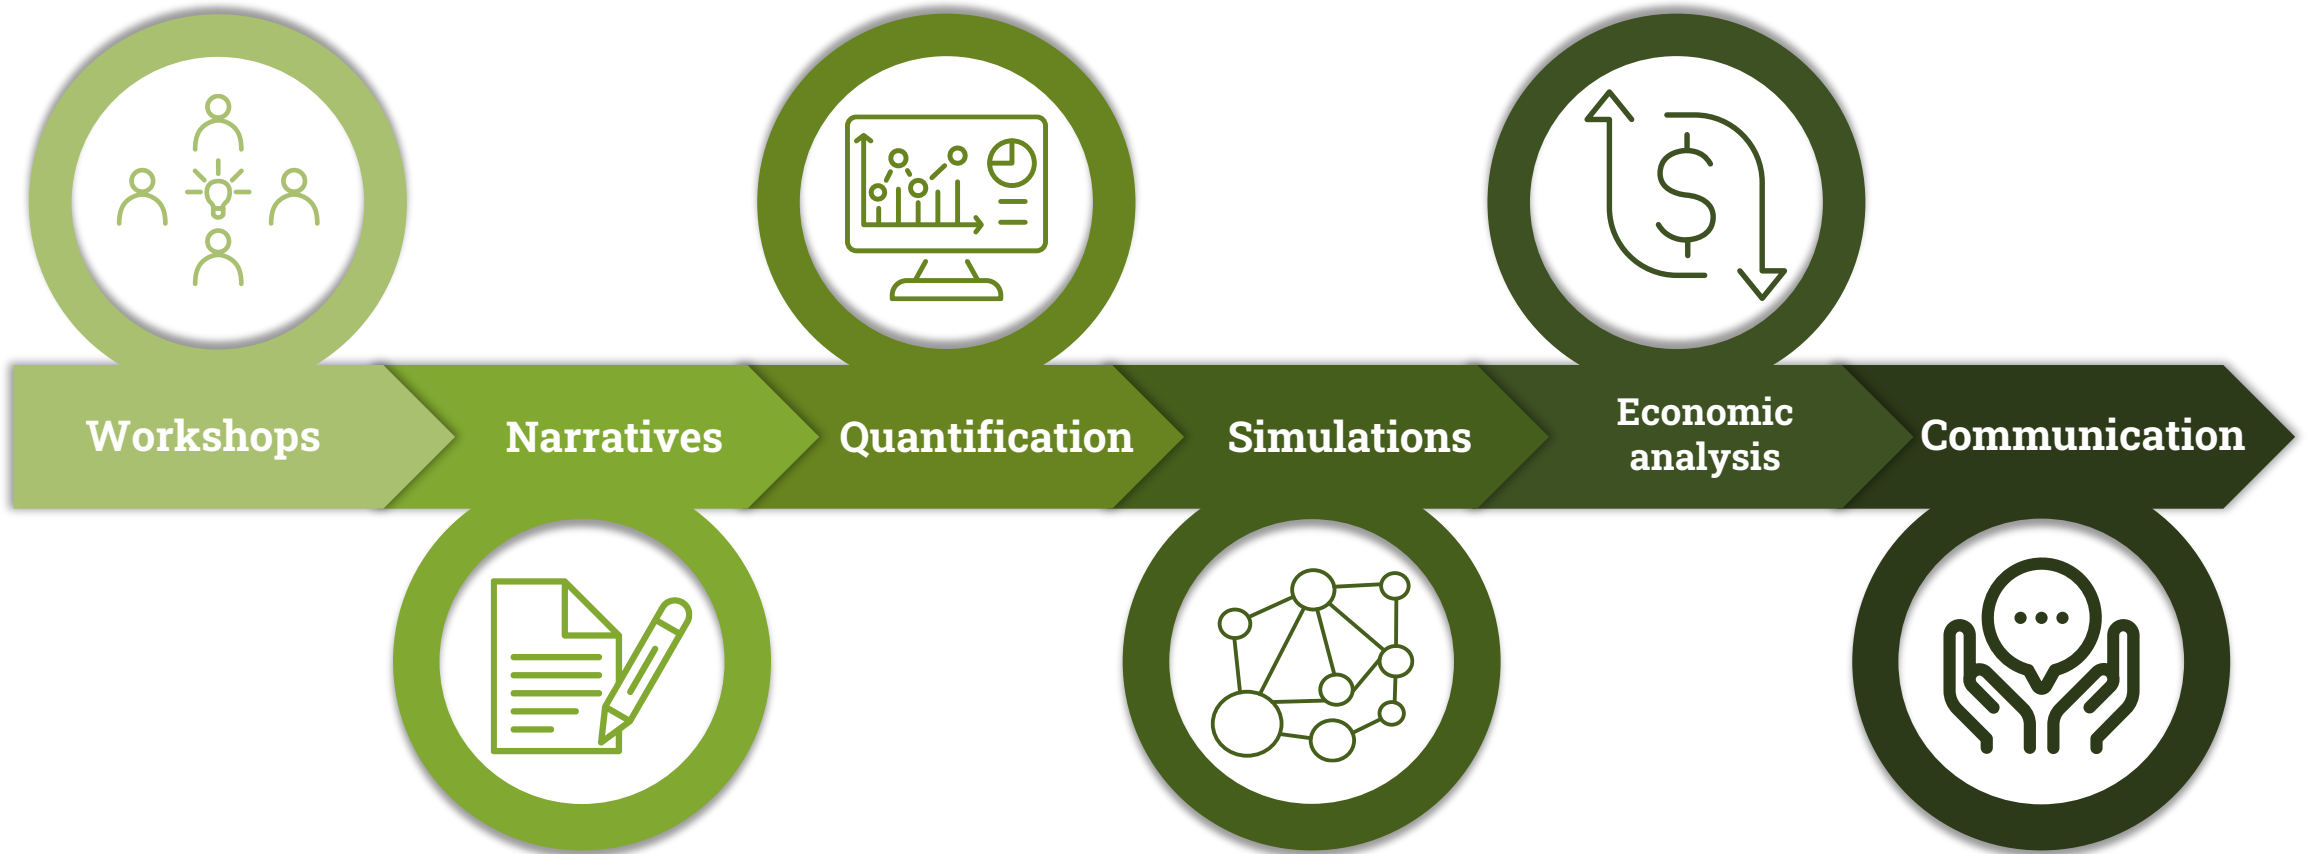 Workshops
Narratives
Quantification
Simulations
Economic
analysis
Communication